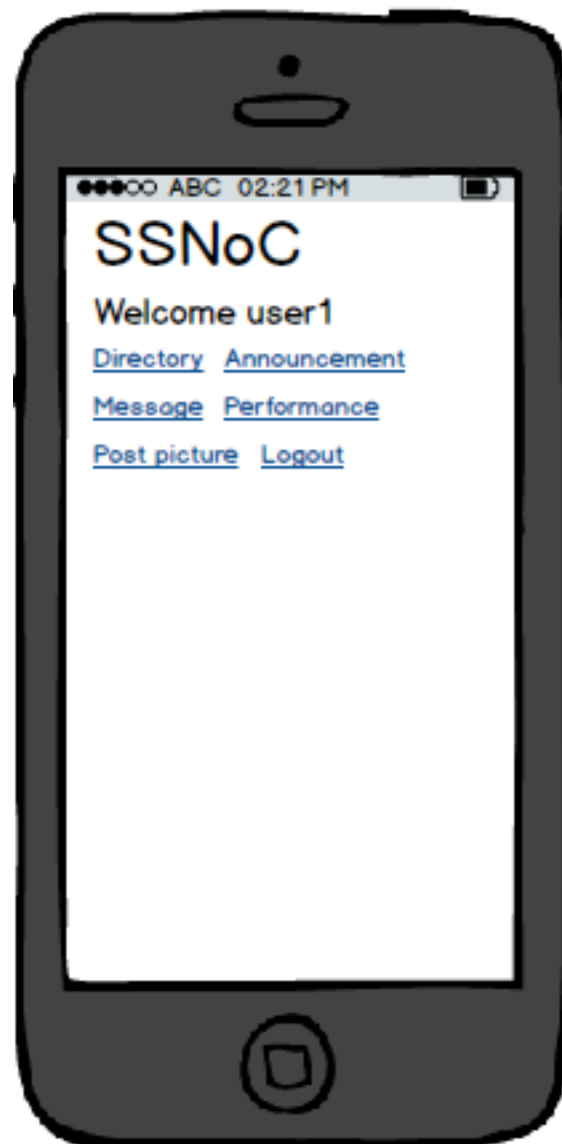 ABC 02:21 PM
SSNoC
Welcome user1
Directory Announcement
Message Performance
Post picture Logout